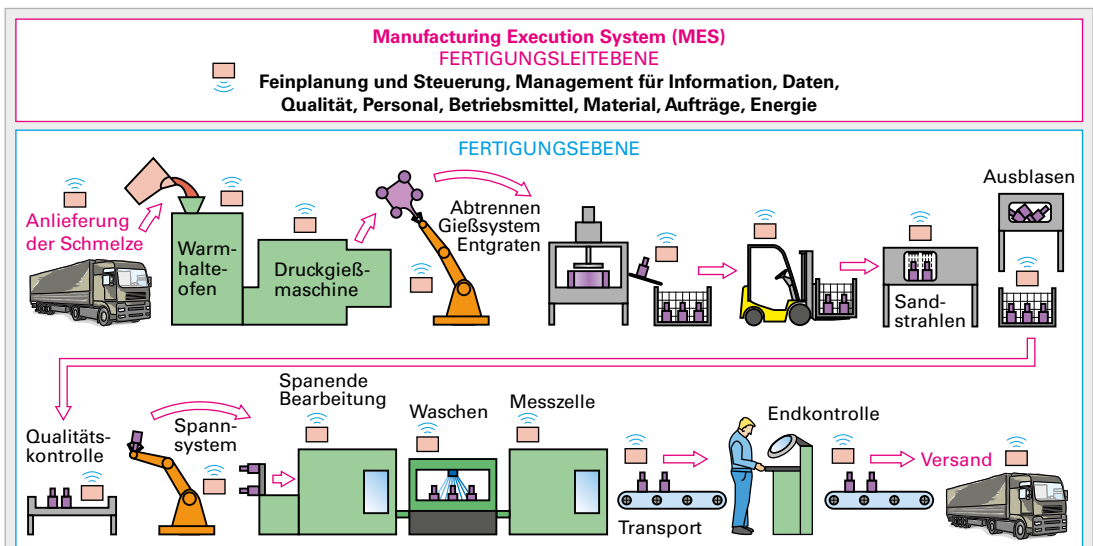 Manufacturing Execution System (MES)
FERTIGUNGSLEITEBENE
Feinplanung und Steuerung, Management für Information, Daten,
Qualität, Personal, Betriebsmittel, Material, Aufträge, Energie
FERTIGUNGSEBENE
Anlieferung
der Schmelze
Warm-
halte-
ofen
Druckgieß-
maschine
Abtrennen
Gießsystem
Entgraten
Sand-
strahlen
Ausblasen
Qualitäts-
kontrolle
Spann-
system
Spanende
Bearbeitung
Waschen
Messzelle
Transport
Endkontrolle
Versand